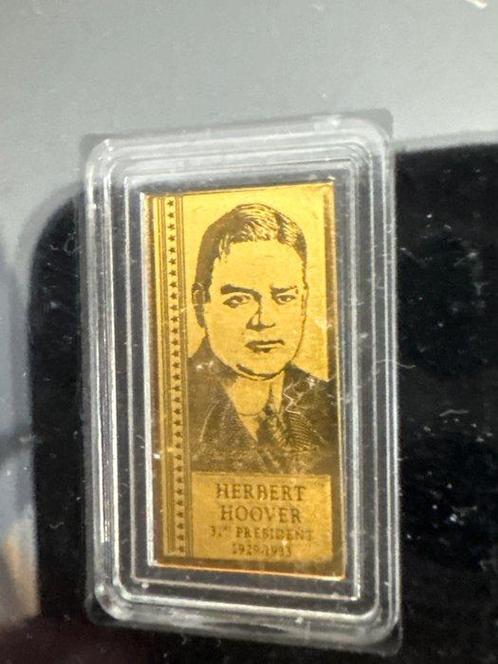 HERBERT
HOOVER
31st PRESIDENT
1929-1933